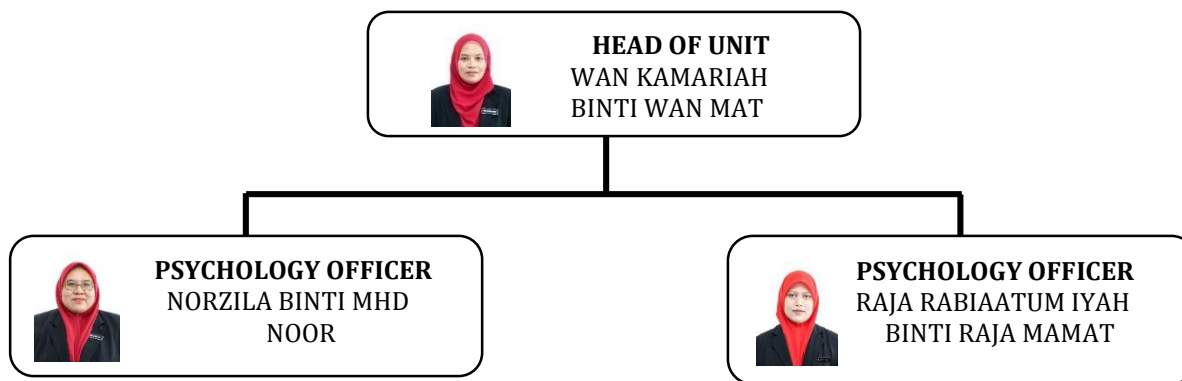 HEAD OF UNIT
WAN KAMARIAH
BINTI WAN MAT
PSYCHOLOGY OFFICER
NORZILA BINTI MHD
NOOR
PSYCHOLOGY OFFICER
RAJA RABIAATUM IYAH
BINTI RAJA MAMAT